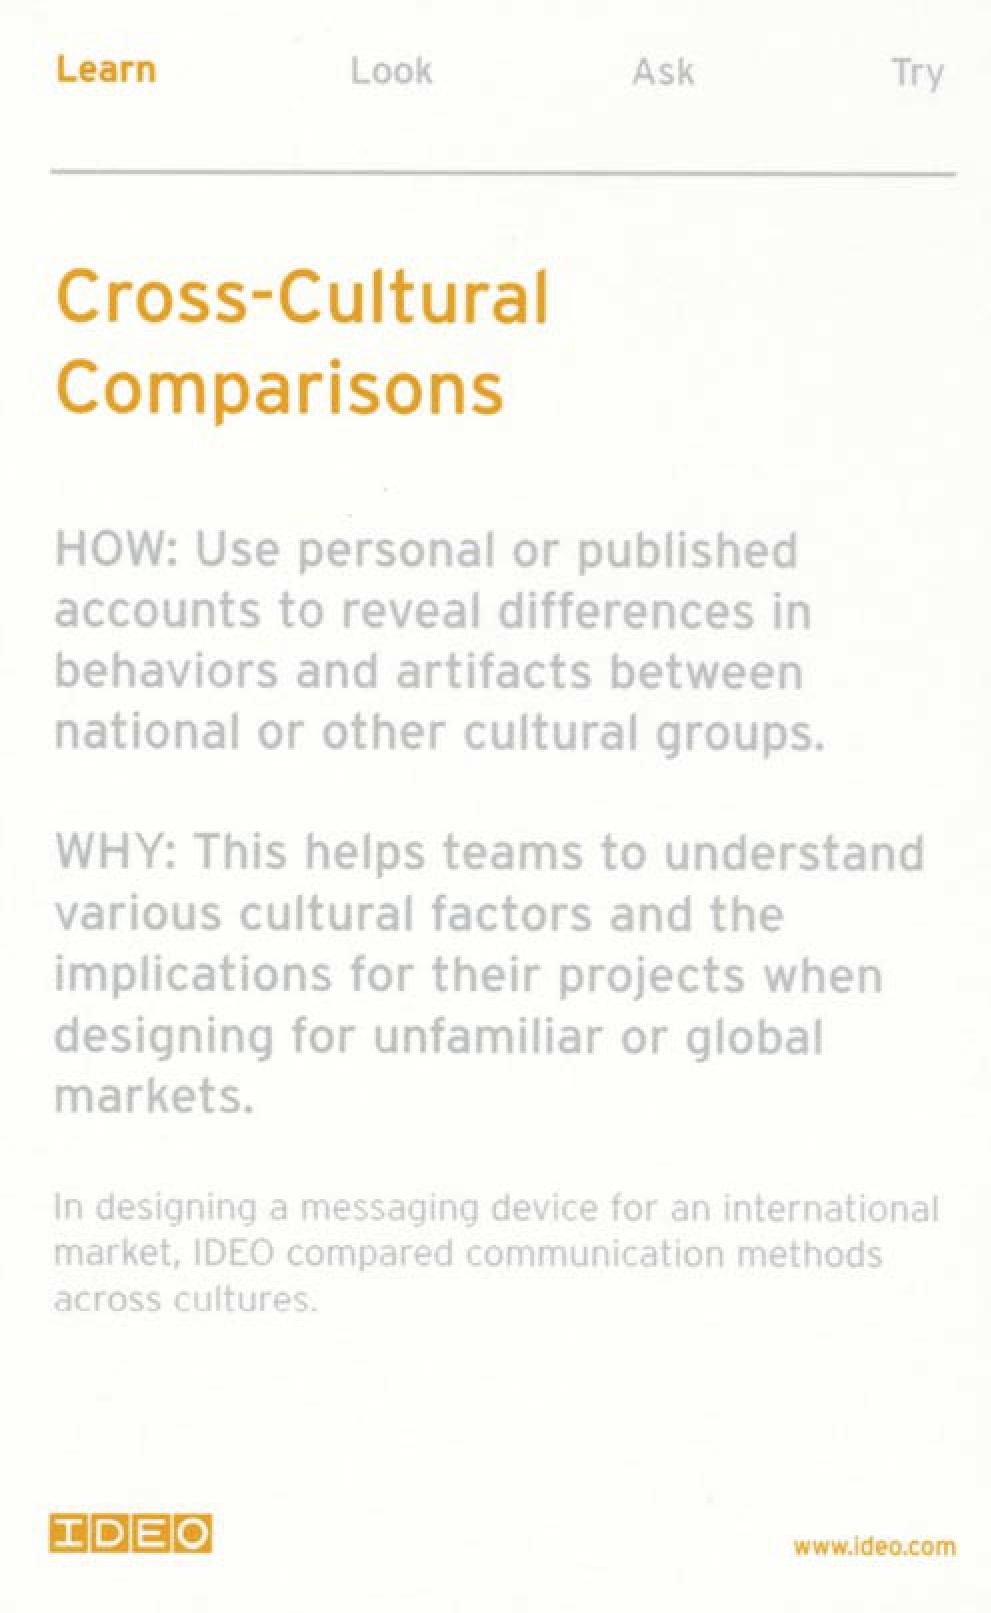 Learn Look Ask Try
Cross-Cultural
Comparisons
HOW: Use personal or published
accounts to reveal differences in
behaviors and artifacts between
national or other cultural groups.
WHY: This helps teams to understand
various cultural factors and the
implications for their projects when
designing for unfamiliar or global
markets.
In designing a messaging device for an international
market, IDEO compared communication methods
across cultures.
IDEO
www.ideo.com